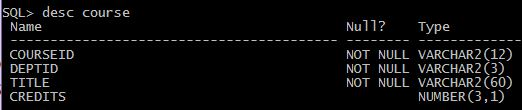 SQL> desc course
Name Null? Type
----------------------------------------- -------- ----------------
COURSEID NOT NULL VARCHAR2(12)
DEPTID NOT NULL VARCHAR2(3)
TITLE NOT NULL VARCHAR2(60)
CREDITS NUMBER(3,1)